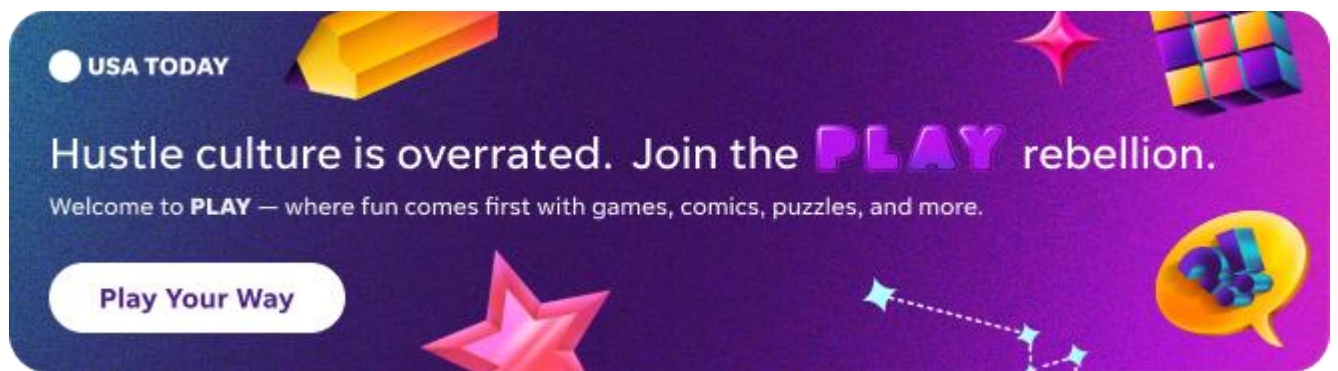 USA TODAY
Hustle culture is overrated. Join the PLAY rebellion.
Welcome to PLAY — where fun comes first with games, comics, puzzles, and more.
Play Your Way
?!